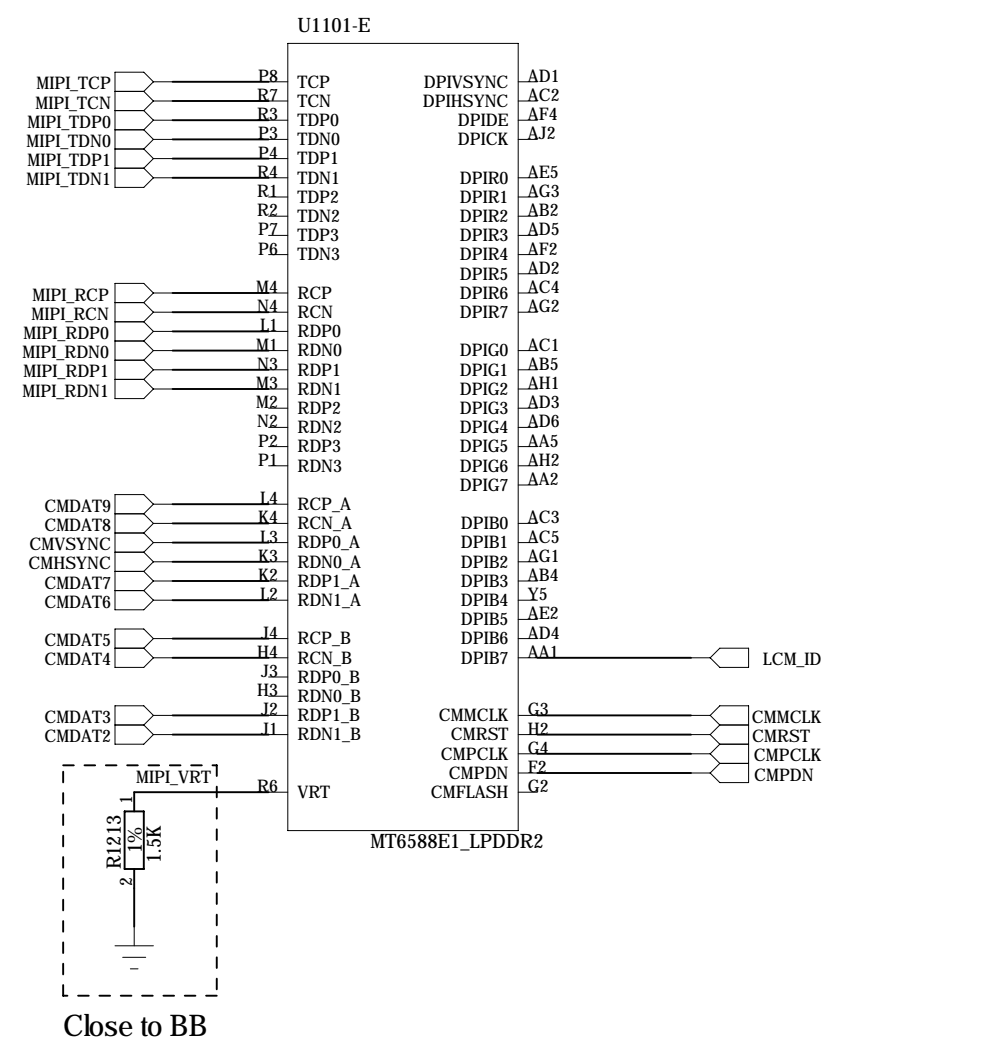 U1101-E
MIPI_TCP P8 TCP DPIVSYNC AD1
MIPI_TCN R7 TCN DPIHSYNC AC2
MIPI_TDP0 R3 TDP0 DPIDE AF4
MIPI_TDN0 P3 TDN0 DPICK AJ2
MIPI_TDP1 P4 TDP1
MIPI_TDN1 R4 TDN1 DPIR0 AE5
R1 TDP2 DPIR1 AG3
R2 TDN2 DPIR2 AB2
P7 TDP3 DPIR3 AD5
P6 TDN3 DPIR4 AF2
DPIR5 AD2
MIPI_RCP M4 RCP DPIR6 AC4
MIPI_RCN N4 RCN DPIR7 AG2
MIPI_RDP0 L1 RDP0
MIPI_RDN0 M1 RDN0 DPIG0 AC1
MIPI_RDP1 N3 RDP1 DPIG1 AB5
MIPI_RDN1 M3 RDN1 DPIG2 AH1
M2 RDP2 DPIG3 AD3
N2 RDN2 DPIG4 AD6
P2 RDP3 DPIG5 AA5
P1 RDN3 DPIG6 AH2
DPIG7 AA2
CMDAT9 L4 RCP_A
CMDAT8 K4 RCN_A DPIB0 AC3
CMVSYNC L3 RDP0_A DPIB1 AC5
CMHSYNC K3 RDN0_A DPIB2 AG1
CMDAT7 K2 RDP1_A DPIB3 AB4
CMDAT6 L2 RDN1_A DPIB4 Y5
DPIB5 AE2
CMDAT5 J4 RCP_B DPIB6 AD4
CMDAT4 H4 RCN_B DPIB7 AA1 LCM_ID
J3 RDP0_B
H3 RDN0_B
CMDAT3 J2 RDP1_B CMMCLK G3 CMMCLK
CMDAT2 J1 RDN1_B CMRST H2 CMRST
CMPCLK G4 CMPCLK
CMPDN F2 CMPDN
MIPI_VRT R6 VRT CMFLASH G2
1
R1213
1%
1.5K
2
MT6588E1_LPDDR2
Close to BB